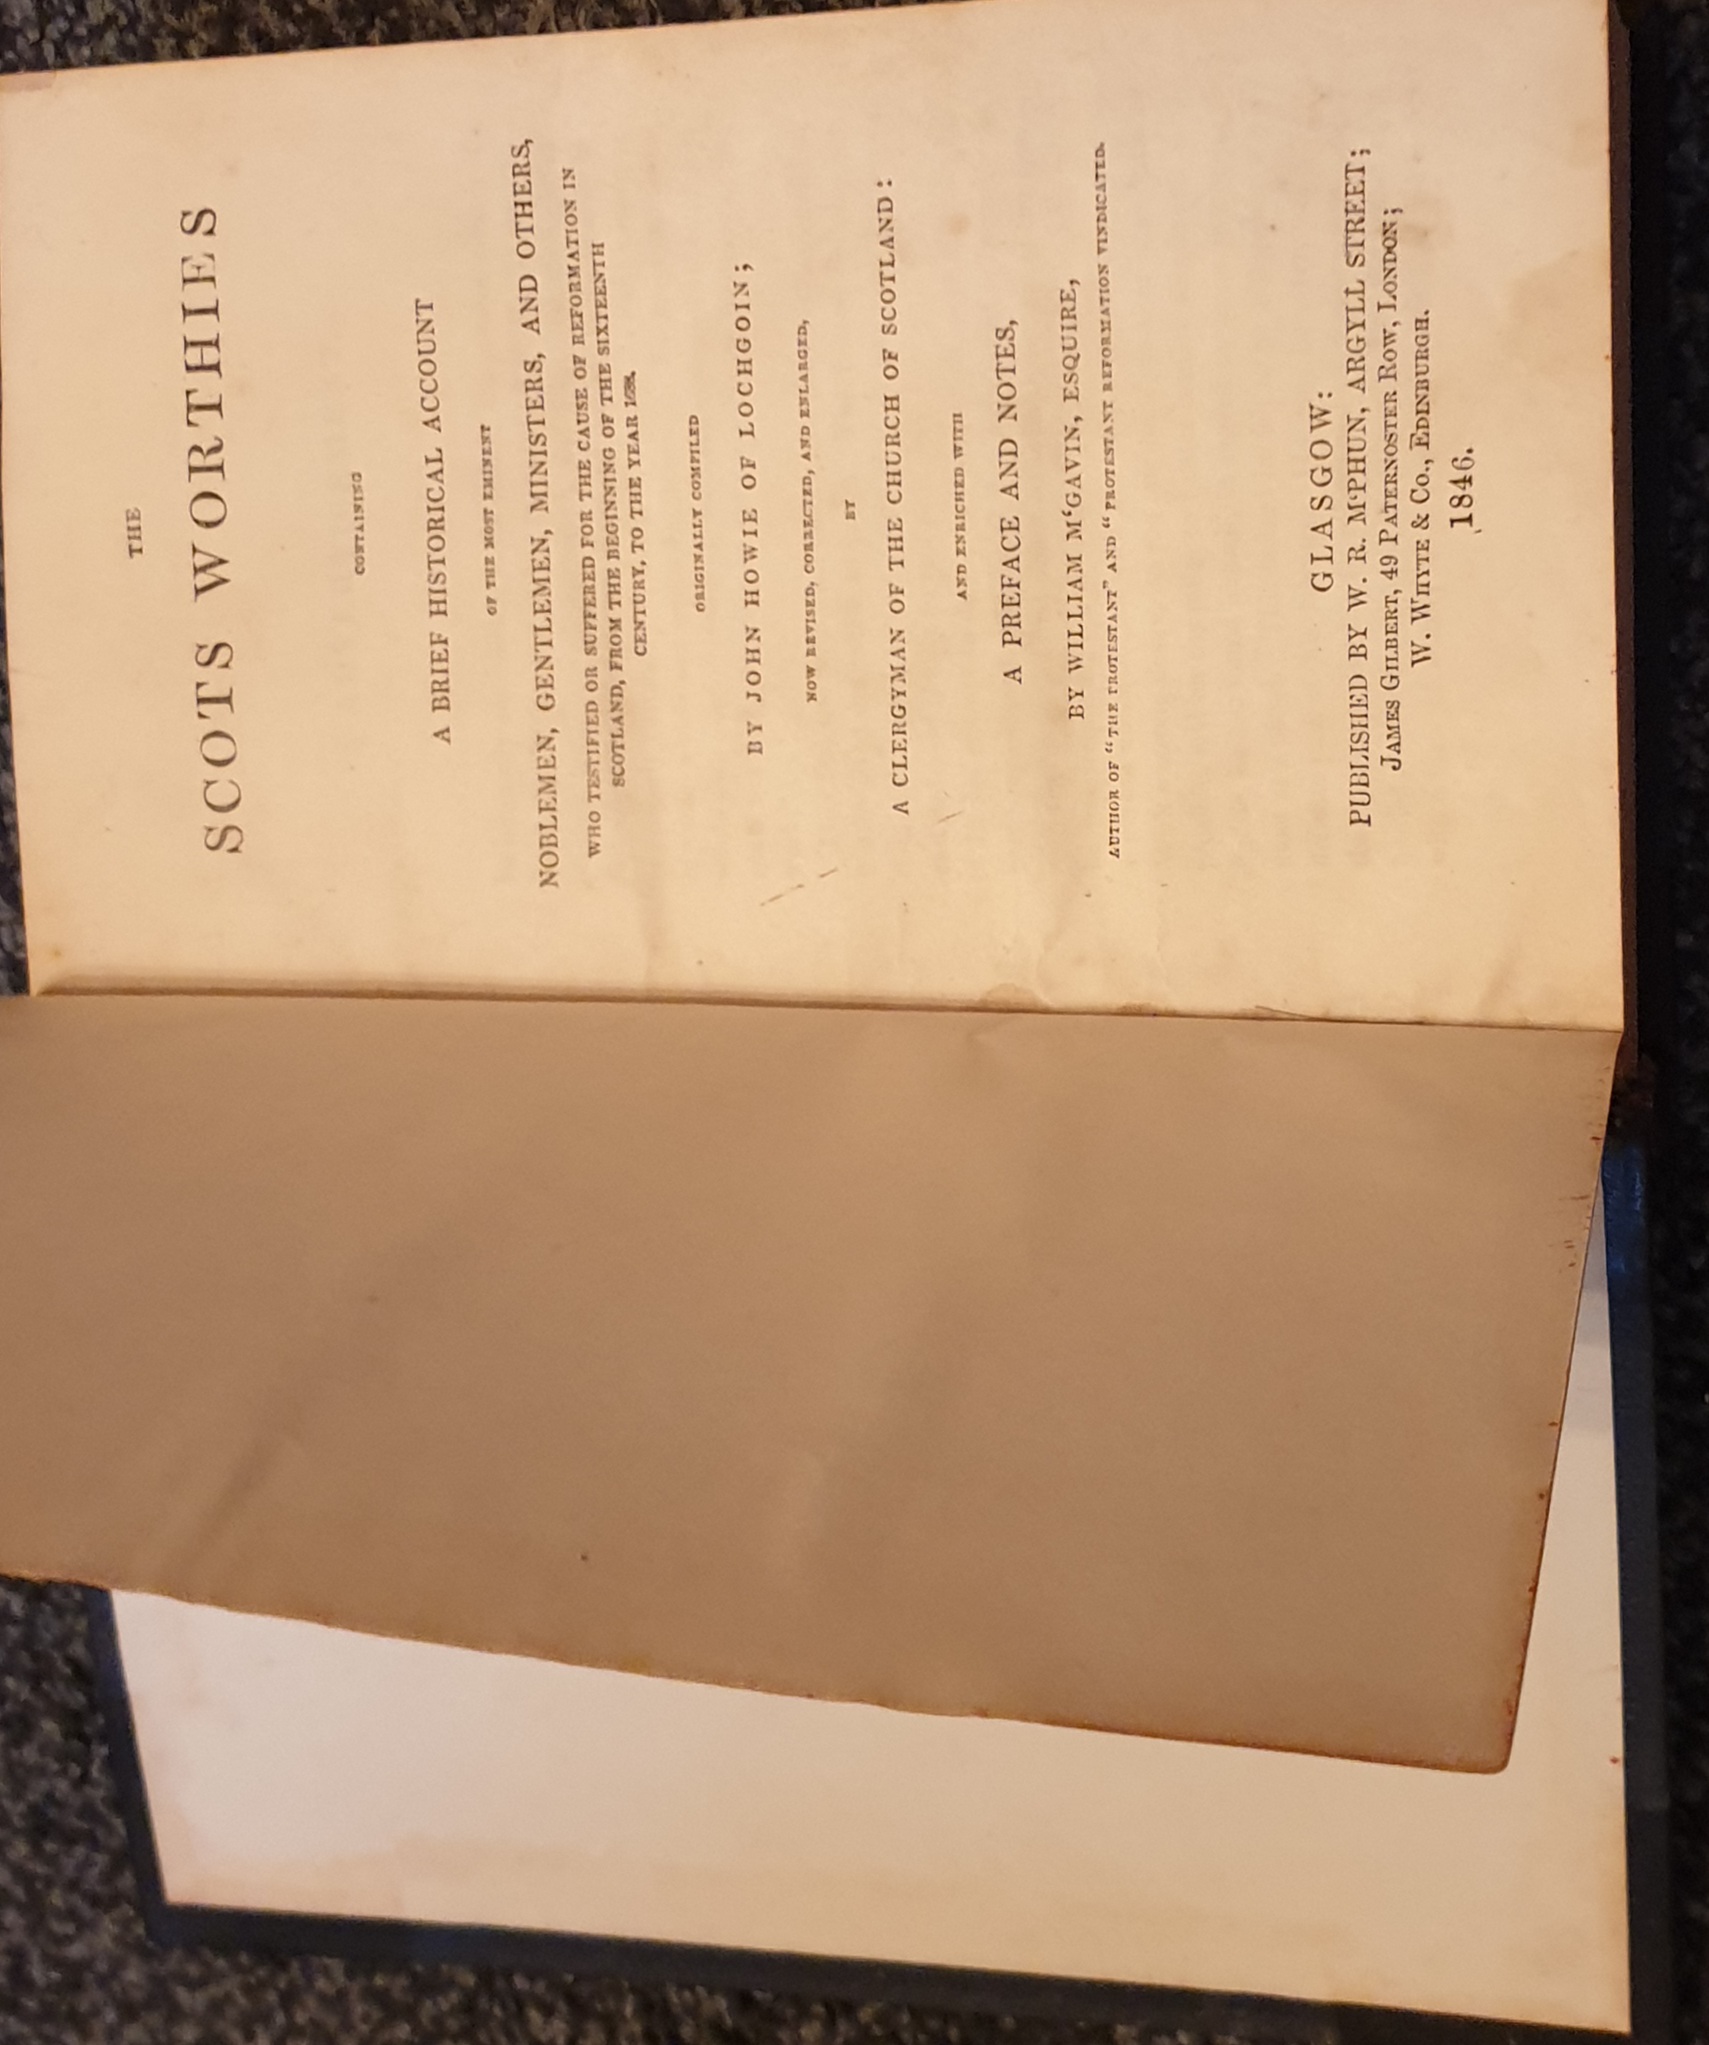 THE
SCOTS WORTHIES
CONTAINING
A BRIEF HISTORICAL ACCOUNT
OF THE MOST EMINENT
NOBLEMEN, GENTLEMEN, MINISTERS, AND OTHERS,
WHO TESTIFIED OR SUFFERED FOR THE CAUSE OF REFORMATION IN
SCOTLAND, FROM THE BEGINNING OF THE SIXTEENTH
CENTURY, TO THE YEAR 1688.
ORIGINALLY COMPILED
BY JOHN HOWIE OF LOCHGOIN;
NOW REVISED, CORRECTED, AND ENLARGED,
BY
A CLERGYMAN OF THE CHURCH OF SCOTLAND:
AND ENRICHED WITH
A PREFACE AND NOTES,
BY WILLIAM M‘GAVIN, ESQUIRE,
AUTHOR OF “THE PROTESTANT” AND “PROTESTANT REFORMATION VINDICATED.
GLASGOW:
PUBLISHED BY W. R. M‘PHUN, ARGYLL STREET;
JAMES GILBERT, 49 PATERNOSTER ROW, LONDON;
W. WHYTE & CO., EDINBURGH.
1846.